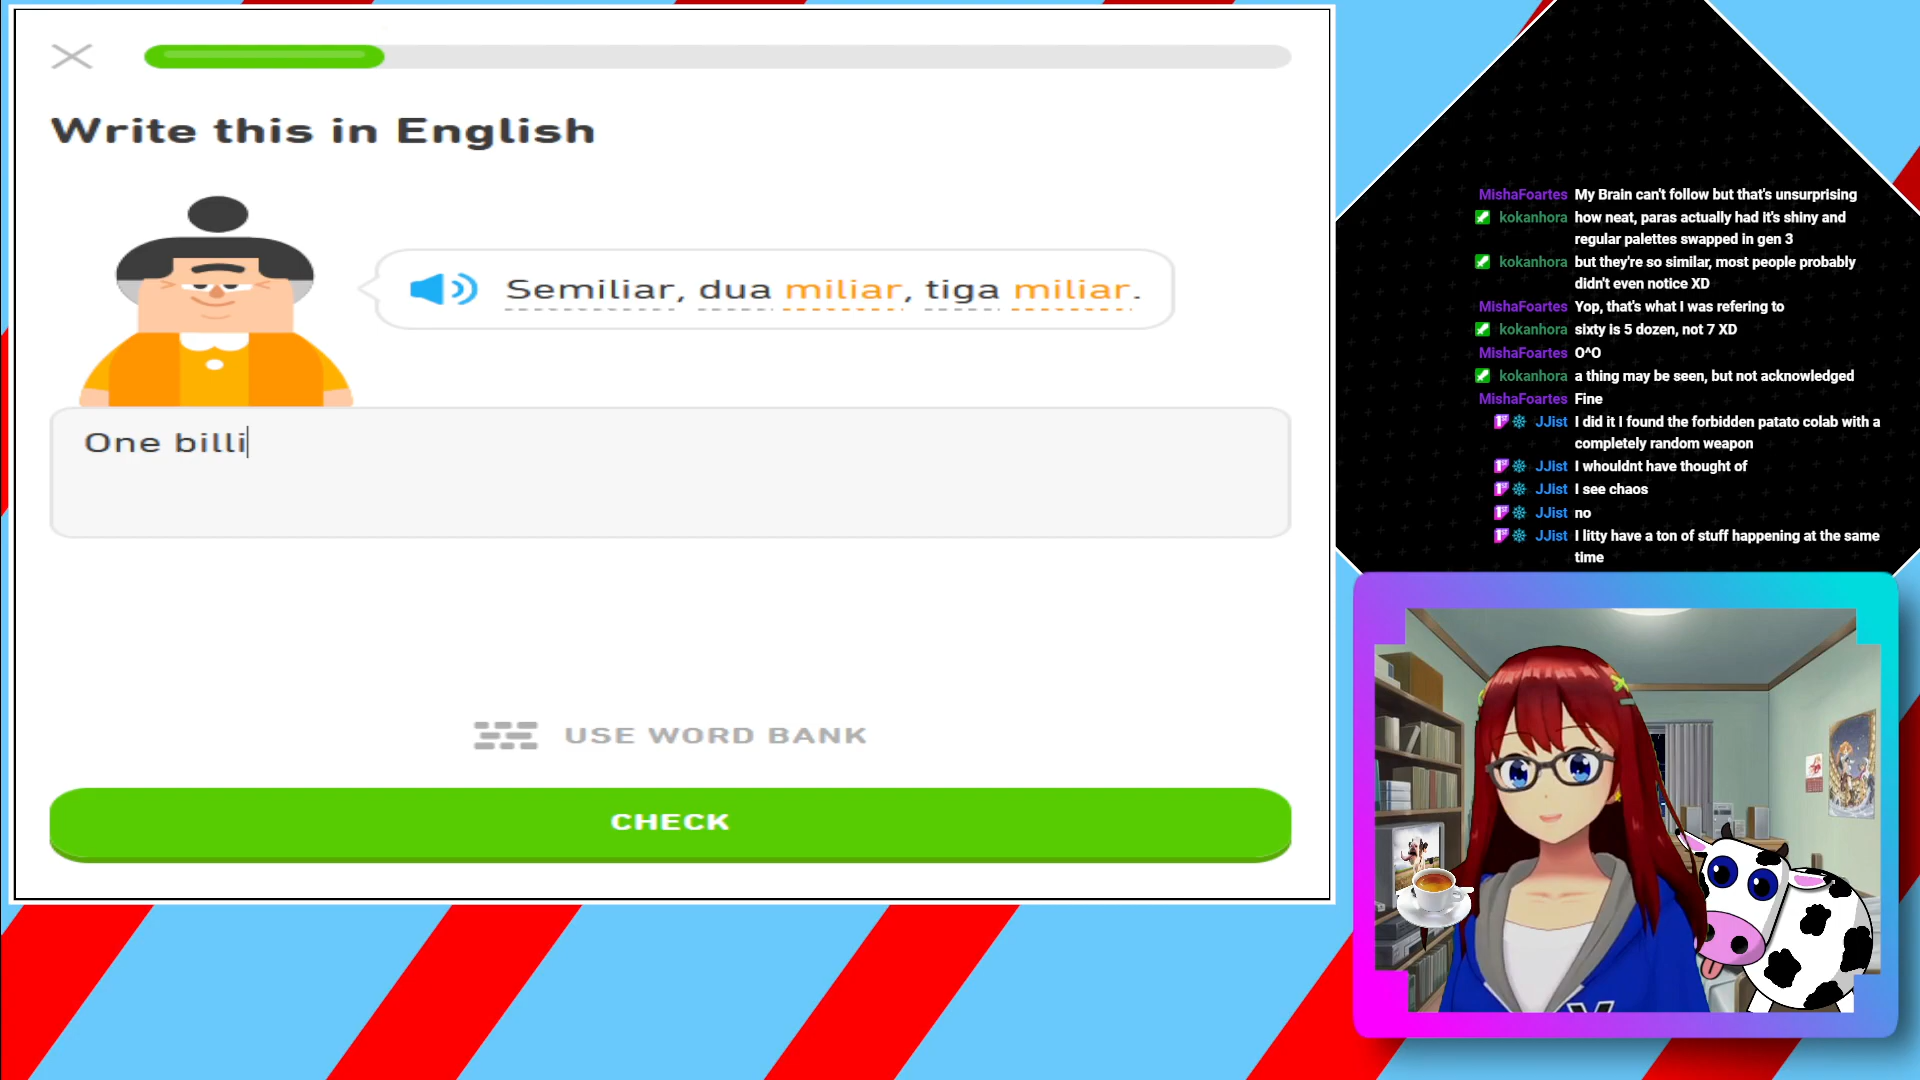 Write this in English
Semiliar, dua miliar, tiga miliar.
One billi
USE WORD BANK
CHECK
MishaFoartes My Brain can't follow but that's unsurprising
kokanhora how neat, paras actually had it's shiny and
regular palettes swapped in gen 3
kokanhora but they're so similar, most people probably
didn't even notice XD
MishaFoartes Yop, that's what I was refering to
kokanhora sixty is 5 dozen, not 7 XD
MishaFoartes O^O
kokanhora a thing may be seen, but not acknowledged
MishaFoartes Fine
JJist I did it I found the forbidden patato colab with a
completely random weapon
JJist I whouldnt have thought of
JJist I see chaos
JJist no
JJist I litty have a ton of stuff happening at the same
time